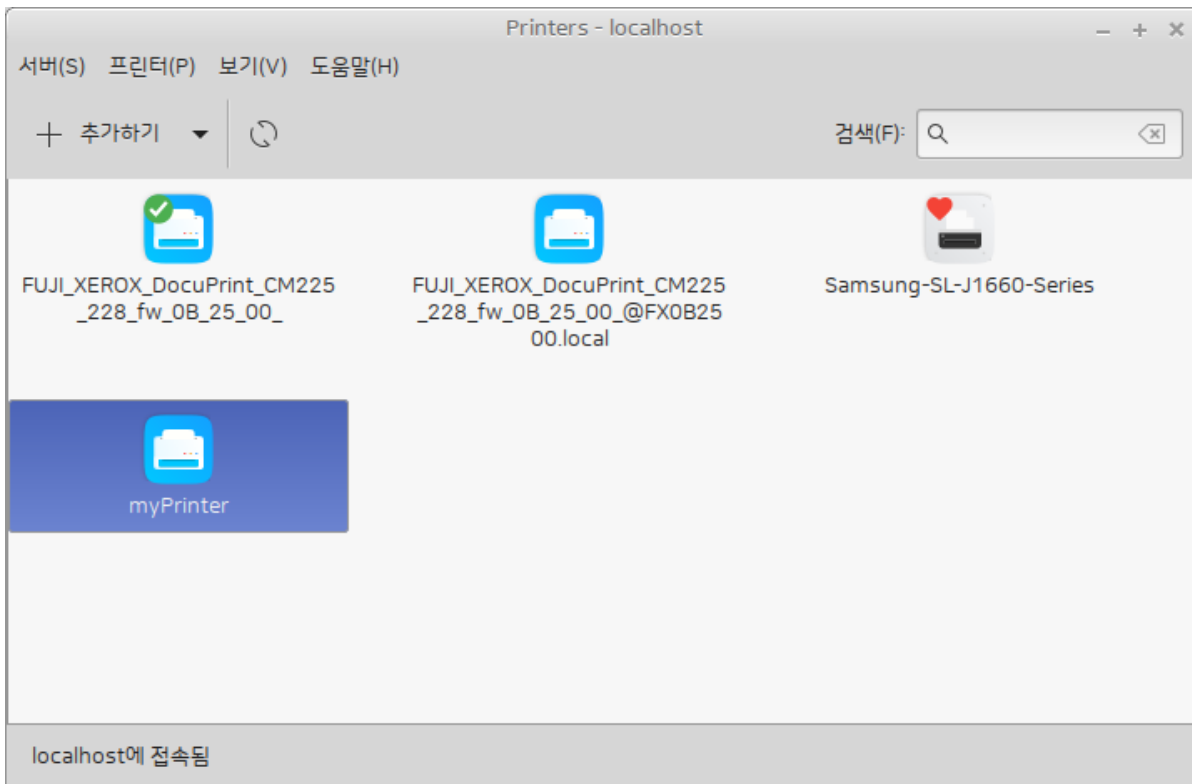 Printers - localhost
서버(S) 프린터(P) 보기(V) 도움말(H)
추가하기 검색(F):
FUJI_XEROX_DocuPrint_CM225
_228_fw_0B_25_00_
FUJI_XEROX_DocuPrint_CM225
_228_fw_0B_25_00_@FX0B25
00.local
Samsung-SL-J1660-Series
myPrinter
localhost에 접속됨